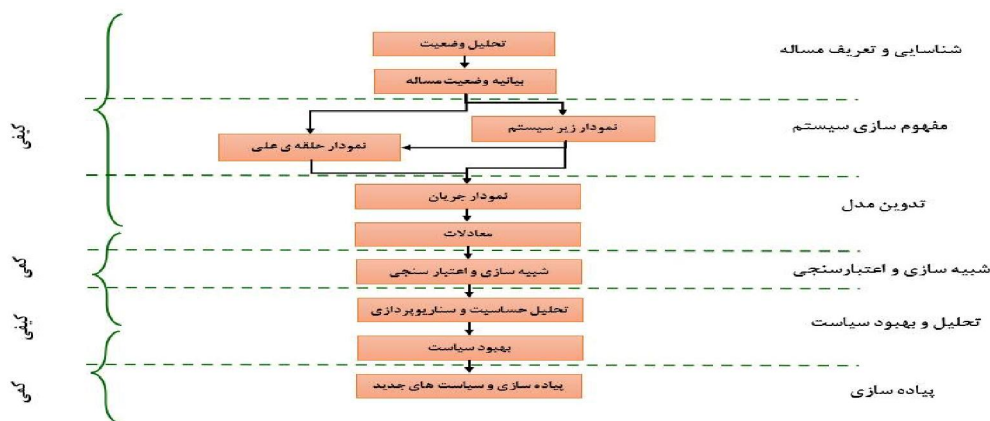 شناسایی و تعریف مساله
تحلیل وضعیت
بیانیه وضعیت مساله
مفهوم سازی سیستم
نمودار زیر سیستم
نمودار حلقه ی علی
کیفی
تدوین مدل
نمودار جریان
معادلات
شبیه سازی و اعتبارسنجی
شبیه سازی و اعتبار سنجی
کمی
تحلیل و بهبود سیاست
تحلیل حساسیت و سناریوپردازی
کیفی
بهبود سیاست
پیاده سازی
پیاده سازی و سیاست های جدید
کمی